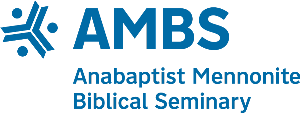 AMBS
Anabaptist Mennonite
Biblical Seminary